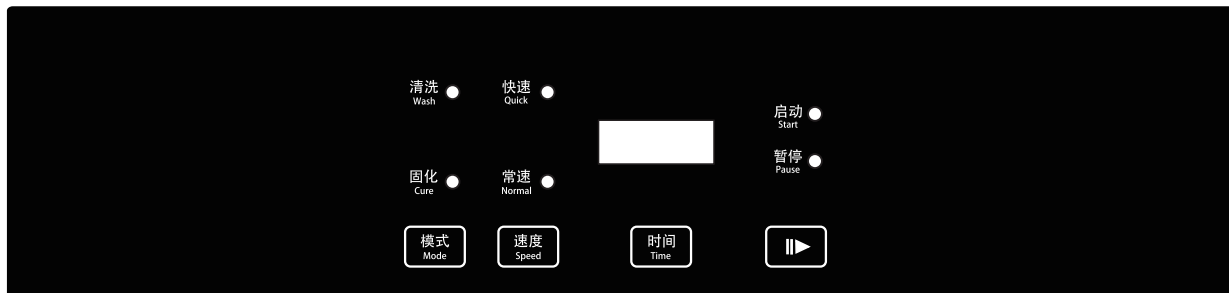 清洗
Wash
快速
Quick
启动
Start
暂停
Pause
固化
Cure
常速
Normal
模式
Mode
速度
Speed
时间
Time